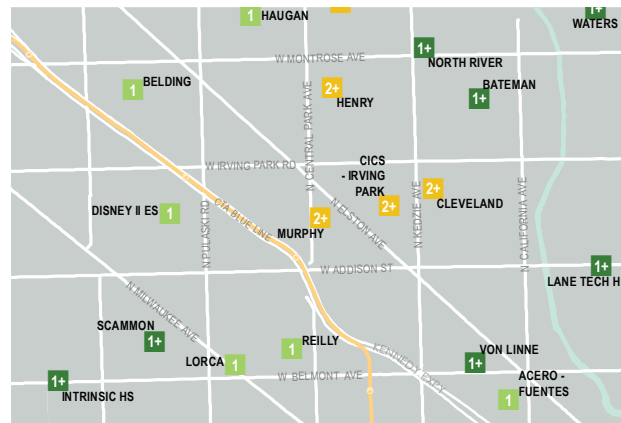 1 HAUGAN
WATERS
1+
NORTH RIVER
W MONTROSE AVE
1 BELDING
2+
HENRY
BATEMAN
1+
N CENTRAL PARK AVE
CICS
- IRVING
PARK
2+
W IRVING PARK RD
N ELSTON AVE
2+
CLEVELAND
N KEDZIE AVE
N CALIFORNIA AVE
DISNEY II ES 1
N PULASKI RD
CTA BLUE LINE
2+
MURPHY
W ADDISON ST
1+
LANE TECH H
N MILWAUKEE AVE
SCAMMON
1+
REILLY
1
LORCA 1
KENNEDY EXPY
VON LINNE
1+
W BELMONT AVE
1+
INTRINSIC HS
ACERO -
FUENTES
1